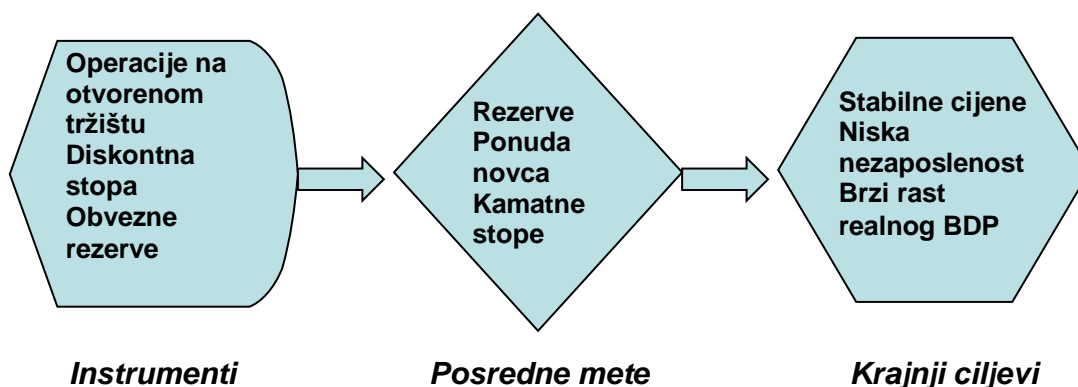 Operacije na
otvorenom
tržištu
Diskontna
stopa
Obvezne
rezerve
Rezerve
Ponuda
novca
Kamatne
stope
Stabilne cijene
Niska
nezaposlenost
Brzi rast
realnog BDP
Instrumenti
Posredne mete
Krajnji ciljevi